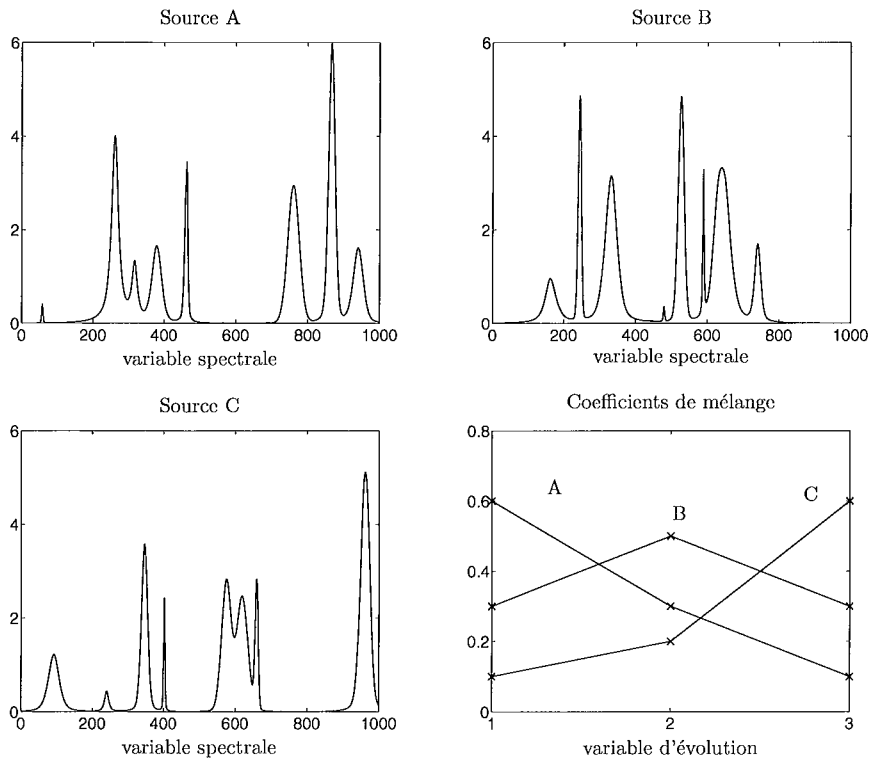 Source A
6
4
2
0
0 200 400 600 800 1000
variable spectrale
Source B
6
4
2
0
0 200 400 600 800 1000
variable spectrale
Source C
6
4
2
0
0 200 400 600 800 1000
variable spectrale
Coefficients de mélange
0.8
0.6
0.4
0.2
0
A
B
C
1 2 3
variable d'évolution